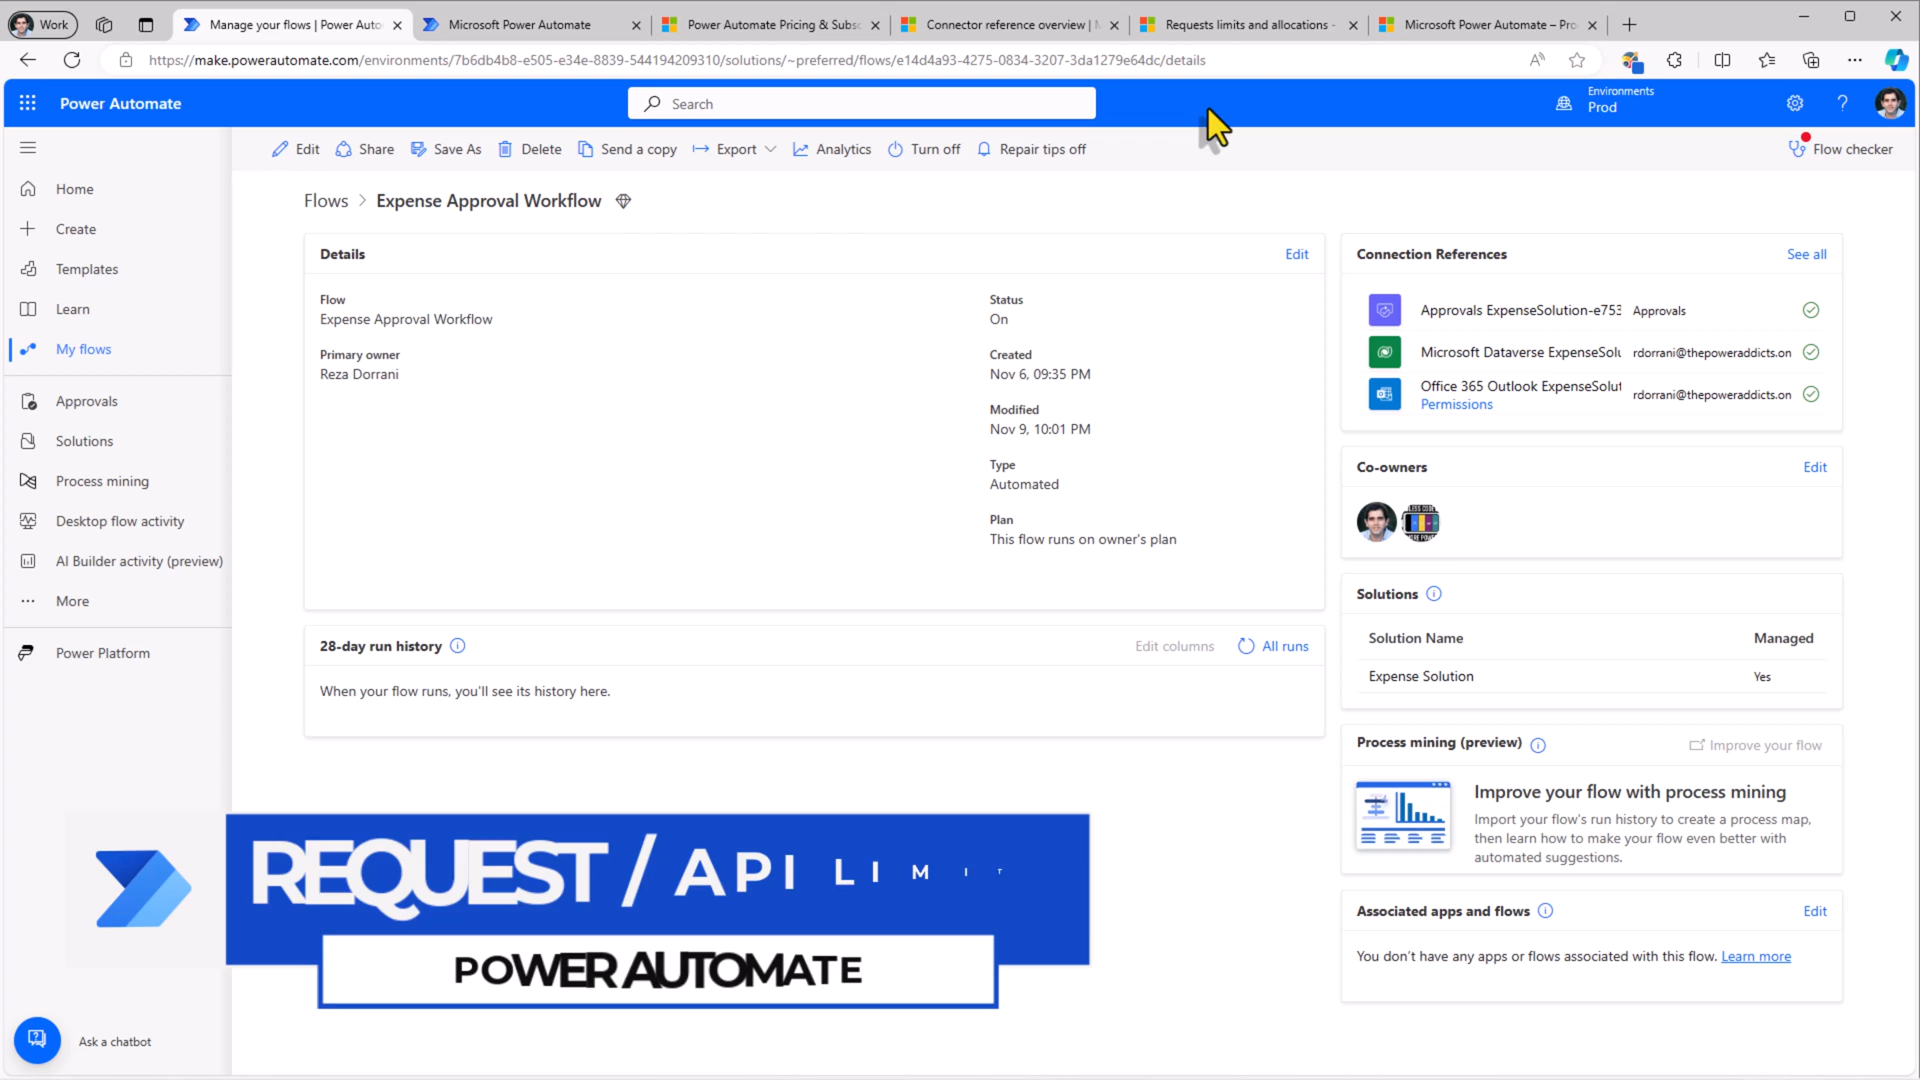 Work
Manage your flows | Power Auto
Microsoft Power Automate
Power Automate Pricing & Subsc
Connector reference overview | M
Requests limits and allocations -
Microsoft Power Automate – Pro
https://make.powerautomate.com/environments/7b6db4b8-e505-e34e-8839-544194209310/solutions/~preferred/flows/e14d4a93-4275-0834-3207-3da1279e64dc/details
Power Automate
Search
Environments
Prod
Edit
Share
Save As
Delete
Send a copy
Export
Analytics
Turn off
Repair tips off
Flow checker
Home
Create
Templates
Learn
My flows
Approvals
Solutions
Process mining
Desktop flow activity
AI Builder activity (preview)
More
Power Platform
Ask a chatbot
Flows > Expense Approval Workflow
Details
Edit
Flow
Expense Approval Workflow
Primary owner
Reza Dorrani
Status
On
Created
Nov 6, 09:35 PM
Modified
Nov 9, 10:01 PM
Type
Automated
Plan
This flow runs on owner's plan
28-day run history
Edit columns
All runs
When your flow runs, you'll see its history here.
Connection References
See all
Approvals ExpenseSolution-e753
Approvals
Microsoft Dataverse ExpenseSolu
rdorrani@thepoweraddicts.on
Office 365 Outlook ExpenseSolut
Permissions
rdorrani@thepoweraddicts.on
Co-owners
Edit
Solutions
Solution Name
Managed
Expense Solution
Yes
Process mining (preview)
Improve your flow
Improve your flow with process mining
Import your flow's run history to create a process map,
then learn how to make your flow even better with
automated suggestions.
Associated apps and flows
Edit
You don't have any apps or flows associated with this flow. Learn more
REQUEST / API LIMIT
POWER AUTOMATE